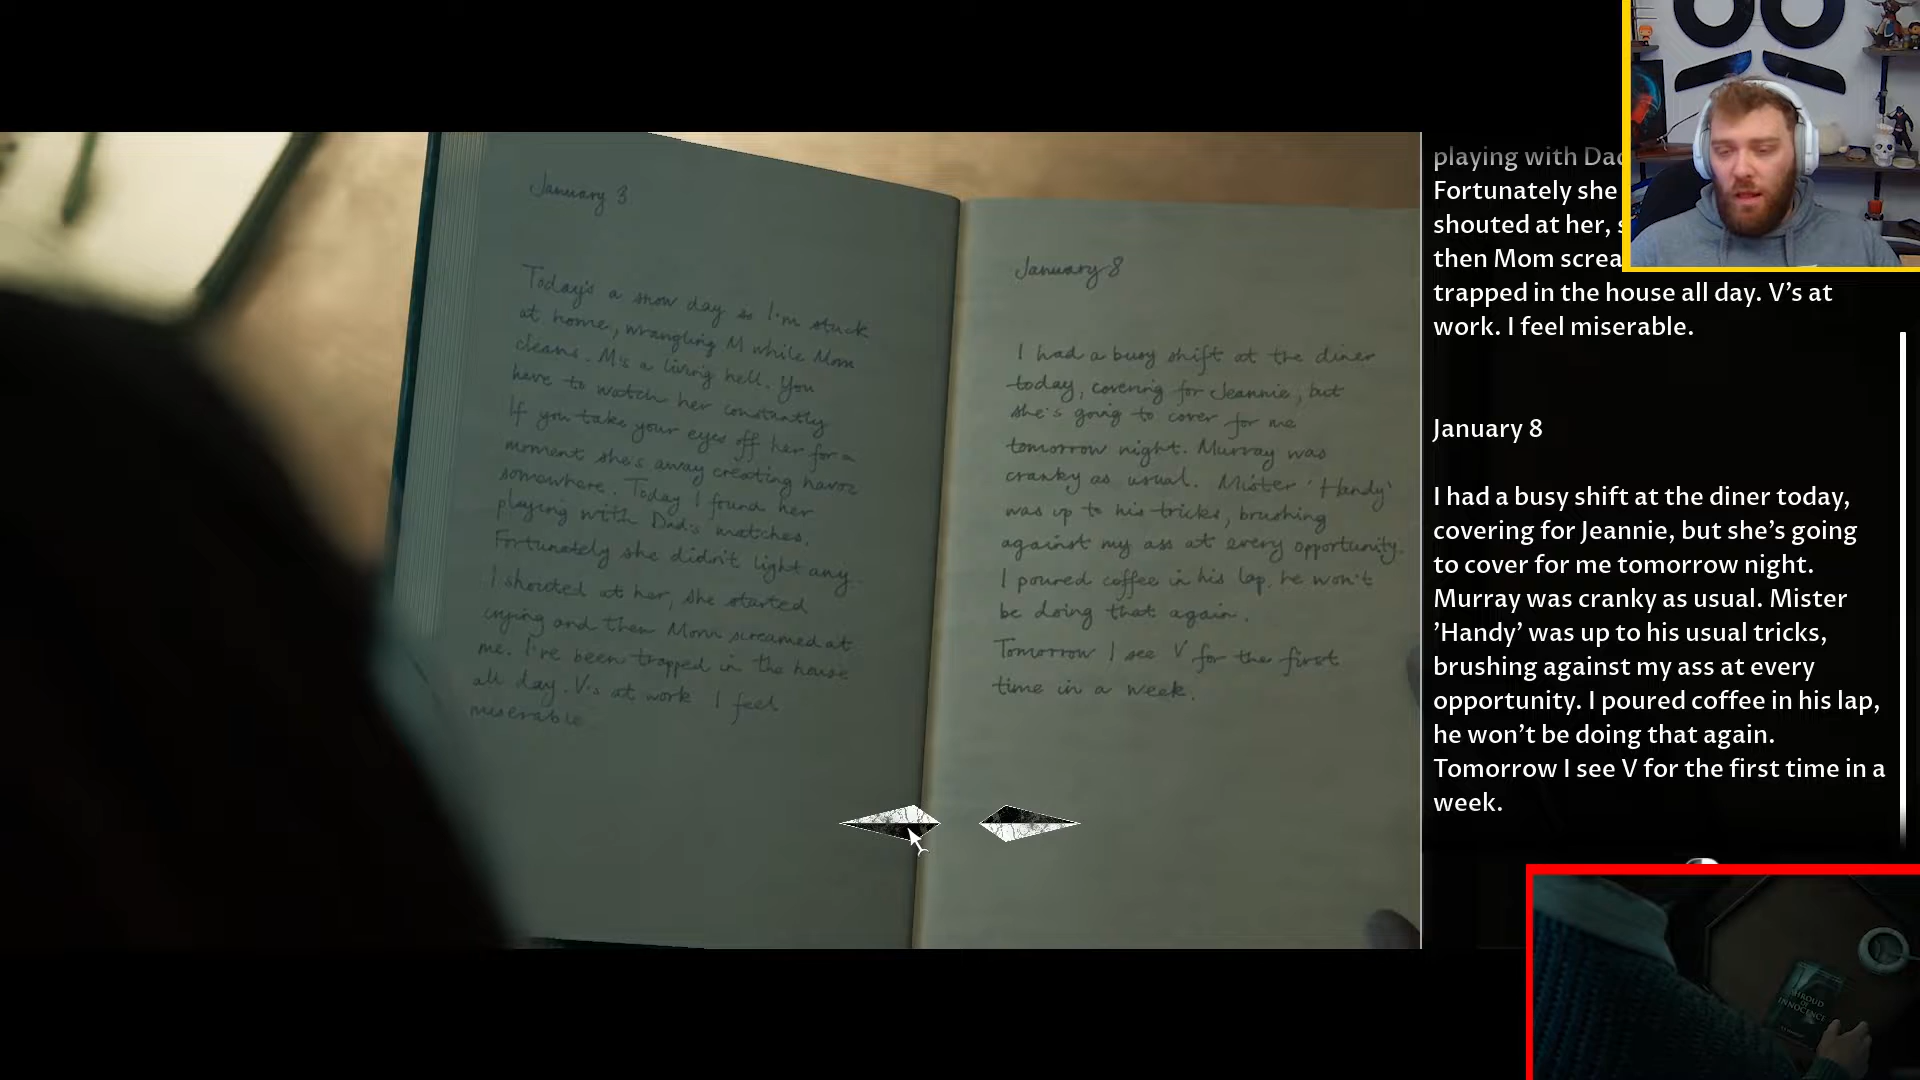 January 3
Today's a snow day so I'm stuck
at home, wrangling M while Mom
cleans. M's a living hell. You
have to watch her constantly
If you take your eyes off her for a
moment she's away creating havoc
somewhere. Today I found her
playing with Dad's matches.
Fortunately she didn't light any.
I shouted at her, she started
crying and then Mom screamed at
me. I've been trapped in the house
all day. V's at work I feel
miserable
January 8
I had a busy shift at the diner
today, covering for Jeannie, but
she's going to cover for me
tomorrow night. Murray was
cranky as usual. Mister 'Handy'
was up to his tricks, brushing
against my ass at every opportunity.
I poured coffee in his lap, he won't
be doing that again.
Tomorrow I see V for the first
time in a week.
playing with Dad
Fortunately she
shouted at her, s
then Mom screa
trapped in the house all day. V's at
work. I feel miserable.
January 8
I had a busy shift at the diner today,
covering for Jeannie, but she's going
to cover for me tomorrow night.
Murray was cranky as usual. Mister
'Handy' was up to his usual tricks,
brushing against my ass at every
opportunity. I poured coffee in his lap,
he won't be doing that again.
Tomorrow I see V for the first time in a
week.
SHROUD
OF
INNOCENCE